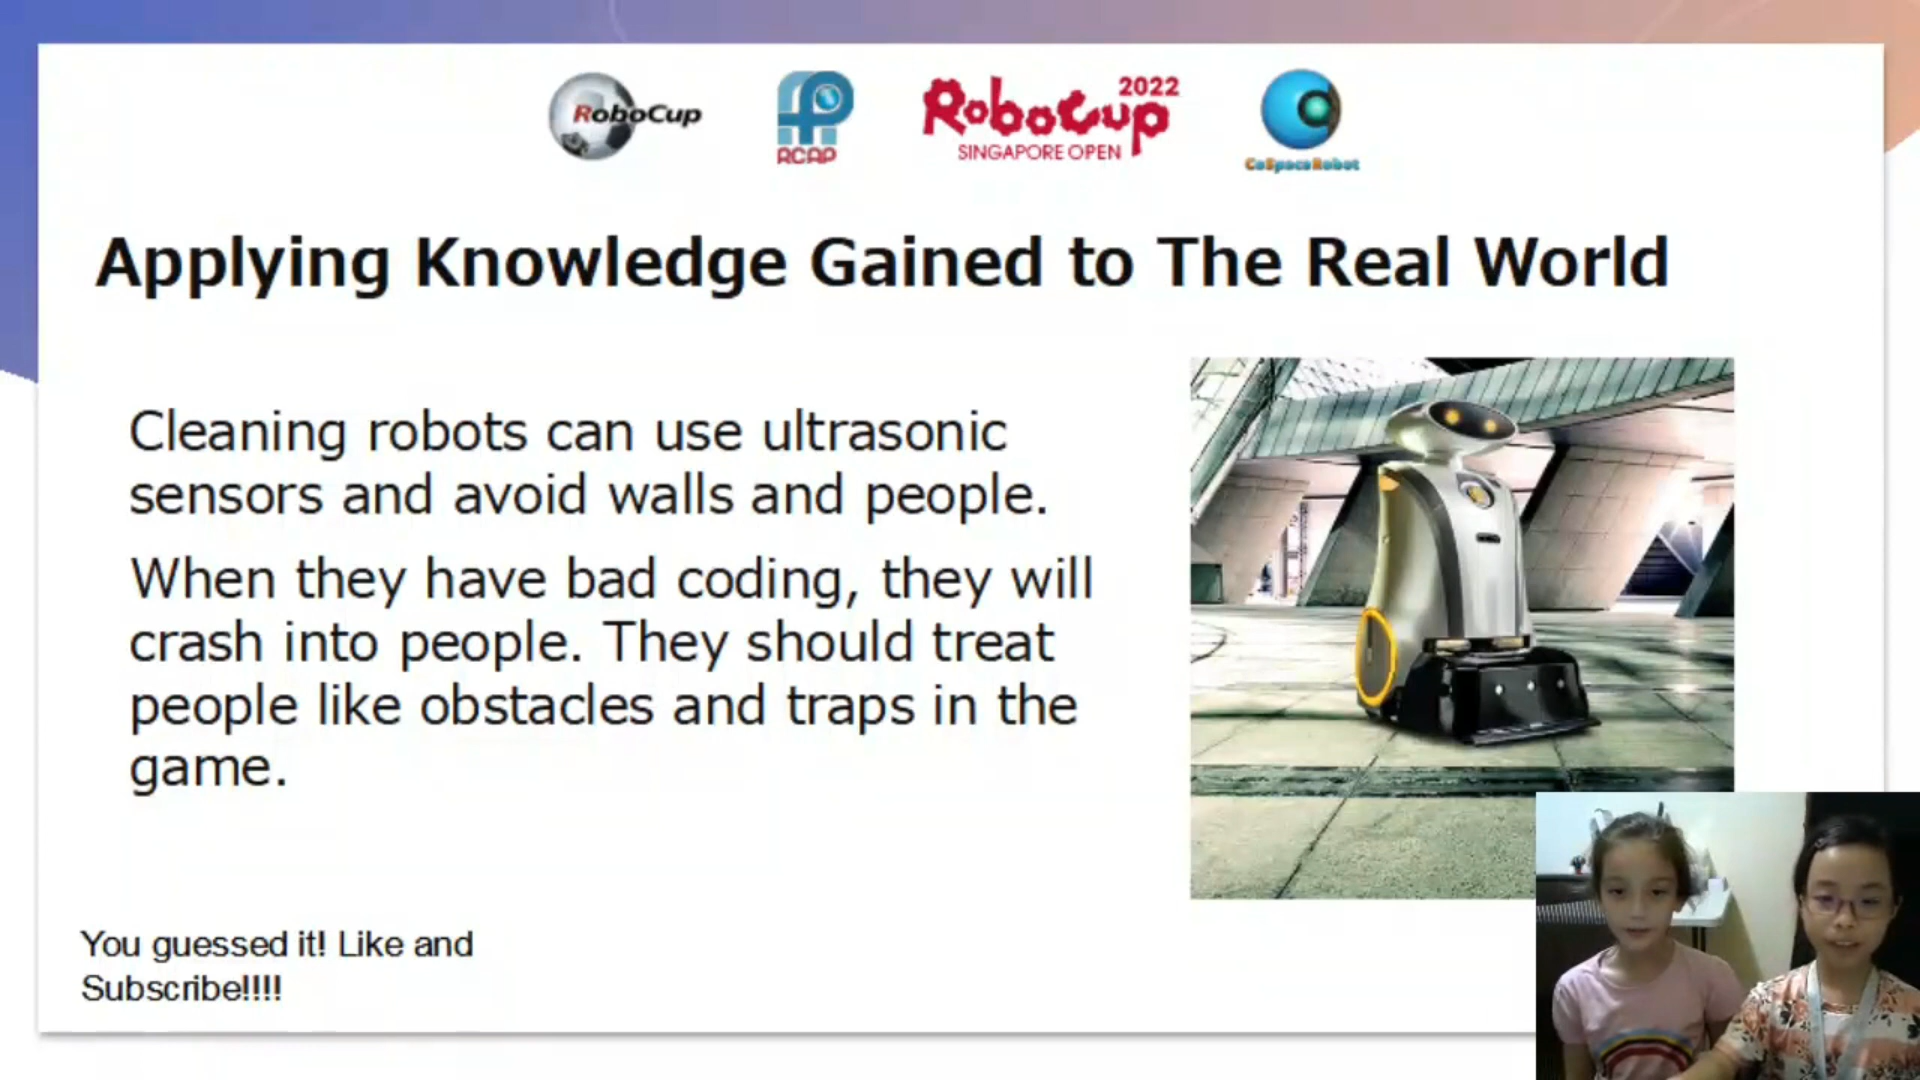 RoboCup
RCAP
RoboCup 2022
SINGAPORE OPEN
CoSpaceRobot
Applying Knowledge Gained to The Real World
Cleaning robots can use ultrasonic
sensors and avoid walls and people.
When they have bad coding, they will
crash into people. They should treat
people like obstacles and traps in the
game.
You guessed it! Like and
Subscribe!!!!